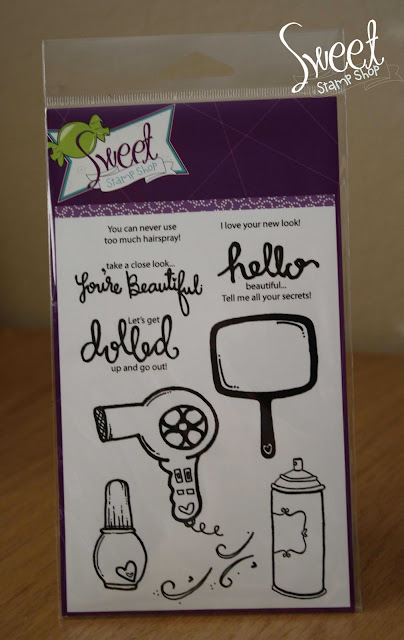 Sweet
Stamp Shop
Sweet
Stamp Shop
You can never use
too much hairspray!
I love your new look!
take a close look...
You're Beautiful
hello
beautiful...
Tell me all your secrets!
Let's get
dolled
up and go out!